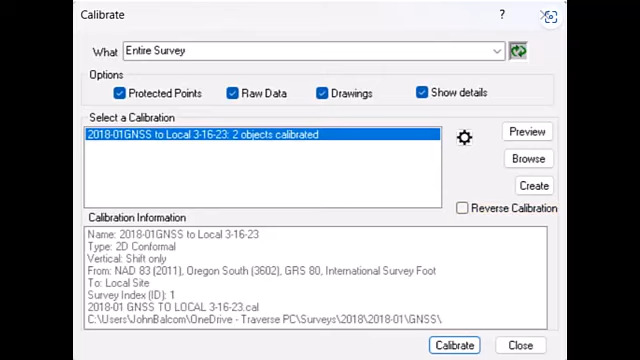 Calibrate
?
What Entire Survey
Options
Protected Points Raw Data Drawings Show details
Select a Calibration
2018-01GNSS to Local 3-16-23: 2 objects calibrated
Preview
Browse
Create
Reverse Calibration
Calibration Information
Name: 2018-01GNSS to Local 3-16-23
Type: 2D Conformal
Vertical: Shift only
From: NAD 83 (2011), Oregon South (3602), GRS 80, International Survey Foot
To: Local Site
Survey Index (ID): 1
2018-01 GNSS TO LOCAL 3-16-23.cal
C:\Users\JohnBalcom\OneDrive - Traverse PC\Surveys\2018\2018-01\GNSS\
Calibrate Close